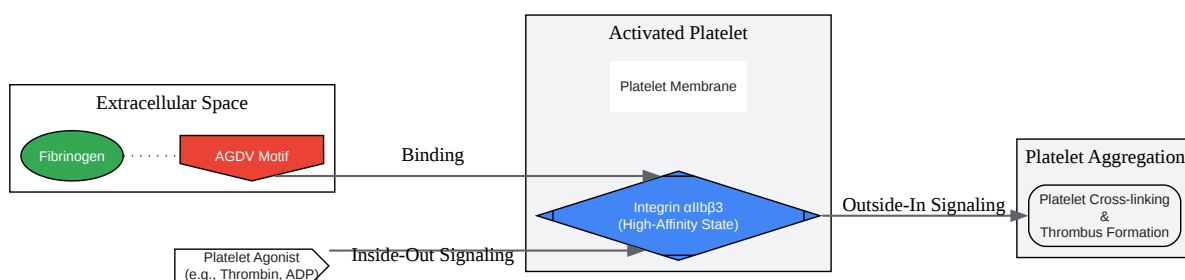 Activated Platelet
Platelet Membrane
Extracellular Space
Fibrinogen
AGDV Motif
Binding
Integrin αIIbβ3
(High-Affinity State)
Outside-In Signaling
Platelet Aggregation
Platelet Cross-linking
&
Thrombus Formation
Platelet Agonist
(e.g., Thrombin, ADP)
Inside-Out Signaling